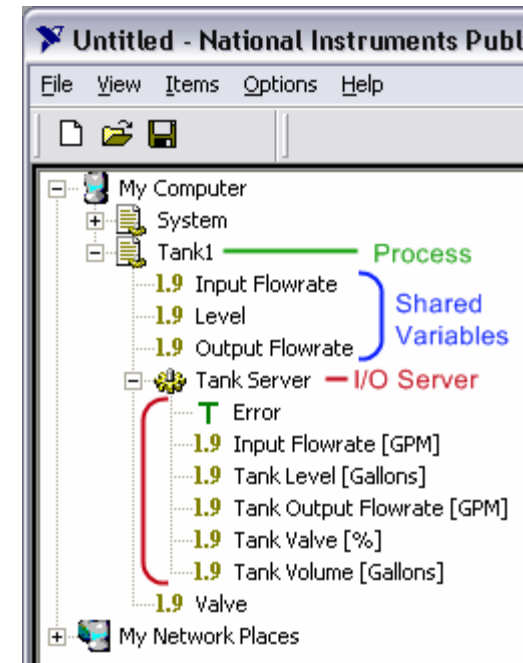 Untitled - National Instruments Publ
File View Items Options Help
My Computer
System
Tank1 Process
1.9 Input Flowrate
1.9 Level
1.9 Output Flowrate
Shared
Variables
Tank Server I/O Server
T Error
1.9 Input Flowrate [GPM]
1.9 Tank Level [Gallons]
1.9 Tank Output Flowrate [GPM]
1.9 Tank Valve [%]
1.9 Tank Volume [Gallons]
1.9 Valve
My Network Places